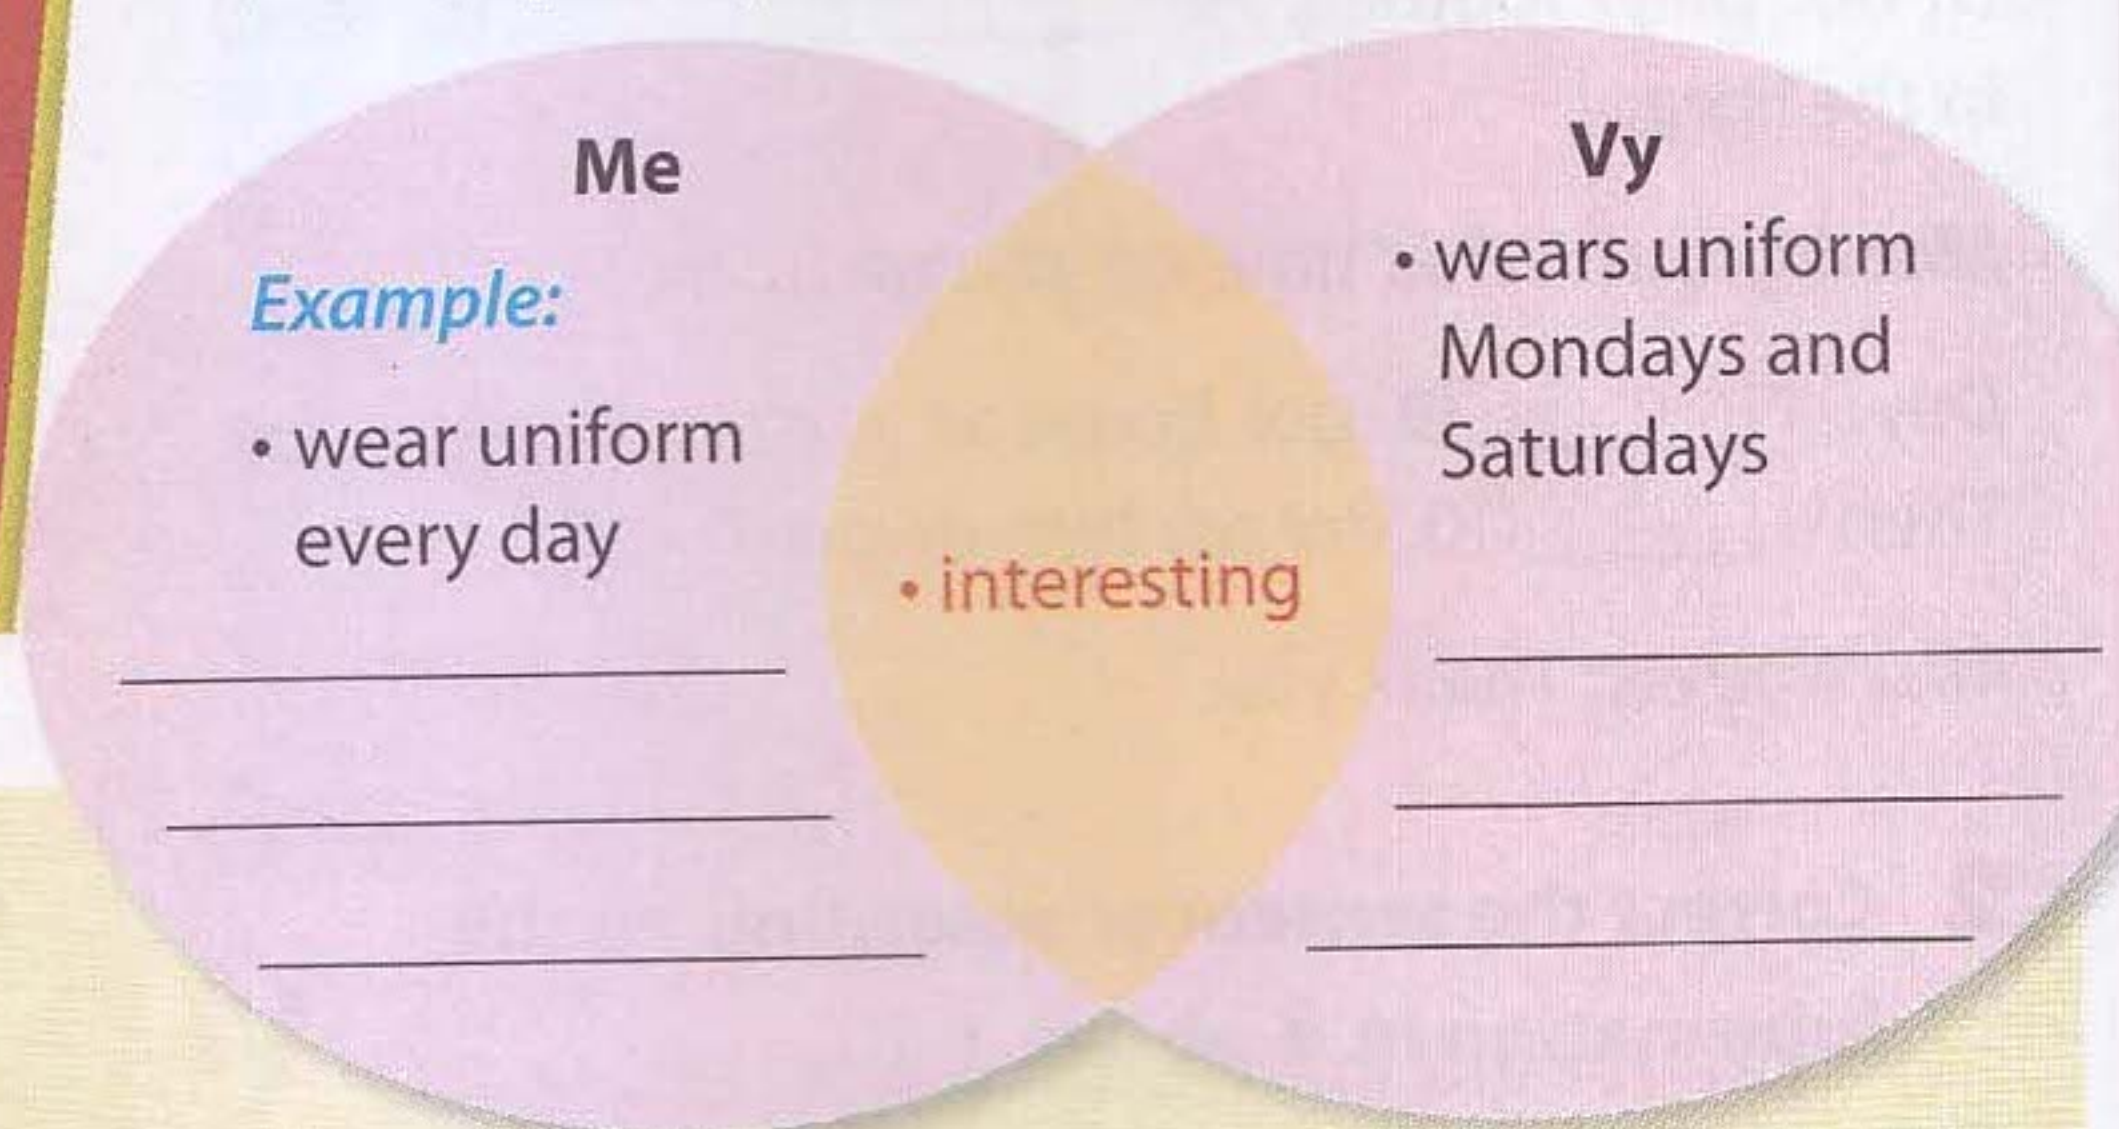 Me
Example:
• wear uniform
every day
• interesting
Vy
• wears uniform
Mondays and
Saturdays